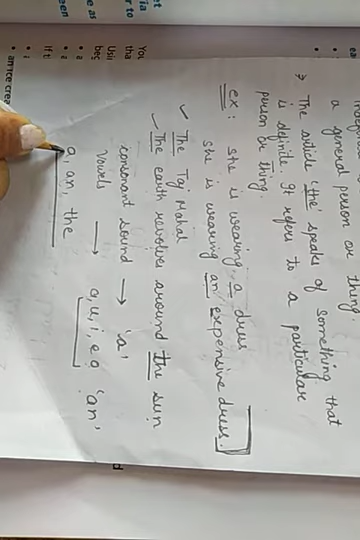 a general person or thing
→ The article 'the' speaks of something that
is definite. It refers to a particular
person or thing.
ex: she is wearing a dress
she is wearing an expensive dress.
✓ The Taj Mahal
✓ The earth revolves around the sun
consonant sound → 'a'
Vowels → a, u, i, e, o 'an'
a, an, the